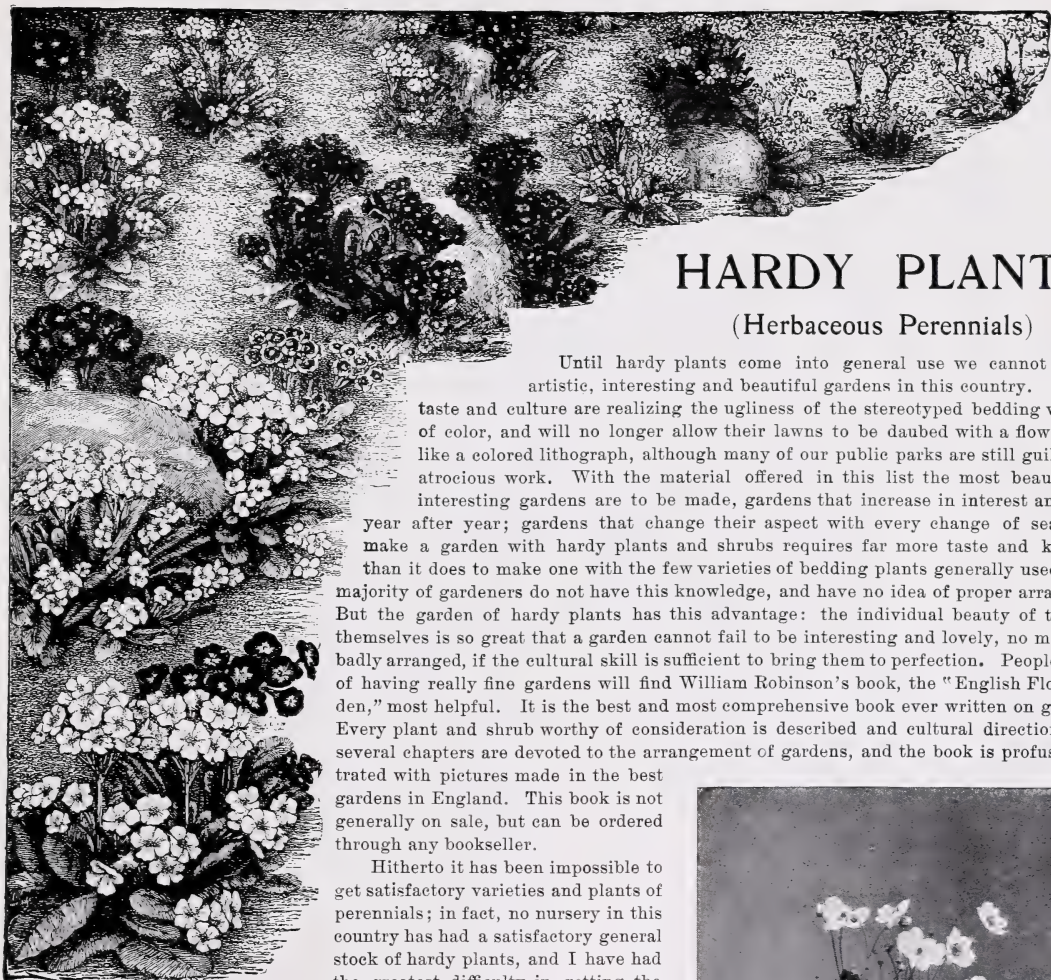 HARDY PLANT
(Herbaceous Perennials)
Until hardy plants come into general use we cannot
artistic, interesting and beautiful gardens in this country.
taste and culture are realizing the ugliness of the stereotyped bedding
of color, and will no longer allow their lawns to be daubed with a flow
like a colored lithograph, although many of our public parks are still guil
atrocious work. With the material offered in this list the most beau
interesting gardens are to be made, gardens that increase in interest an
year after year; gardens that change their aspect with every change of sea
make a garden with hardy plants and shrubs requires far more taste and k
than it does to make one with the few varieties of bedding plants generally used
majority of gardeners do not have this knowledge, and have no idea of proper arra
But the garden of hardy plants has this advantage: the individual beauty of t
themselves is so great that a garden cannot fail to be interesting and lovely, no m
badly arranged, if the cultural skill is sufficient to bring them to perfection. People
of having really fine gardens will find William Robinson's book, the "English Flo
den," most helpful. It is the best and most comprehensive book ever written on g
Every plant and shrub worthy of consideration is described and cultural direction
several chapters are devoted to the arrangement of gardens, and the book is profus
trated with pictures made in the best
gardens in England. This book is not
generally on sale, but can be ordered
through any bookseller.
Hitherto it has been impossible to
get satisfactory varieties and plants of
perennials; in fact, no nursery in this
country has had a satisfactory general
stock of hardy plants, and I have had
the greatest difficulty in getting the